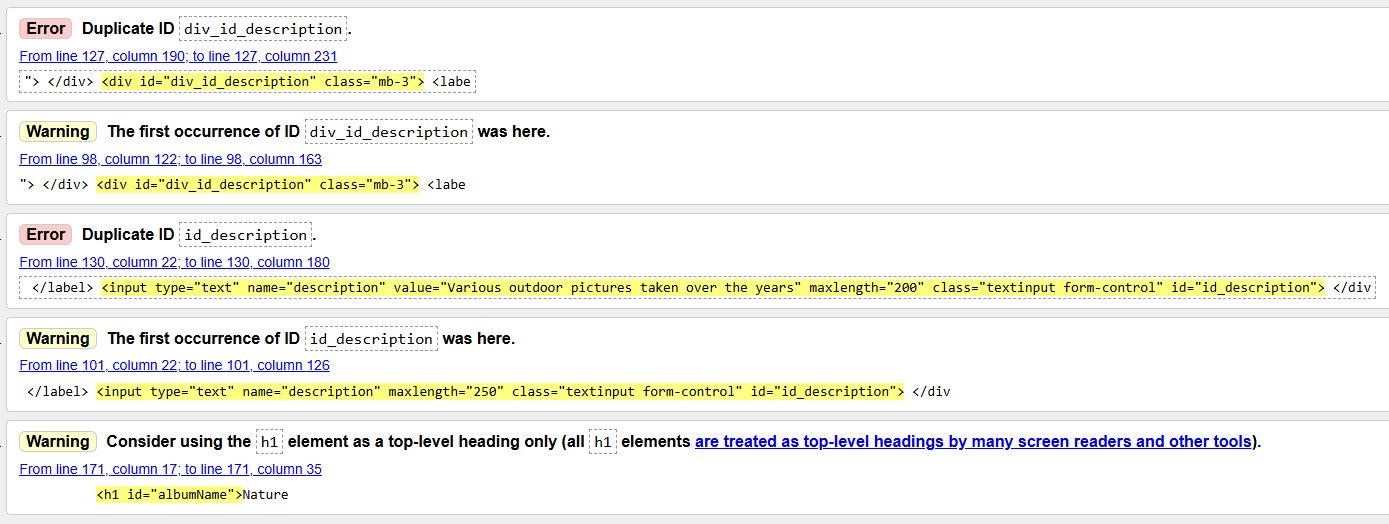 Error Duplicate ID div_id_description.
From line 127, column 190; to line 127, column 231
"> </div> <div id="div_id_description" class="mb-3"> <labe
Warning The first occurrence of ID div_id_description was here.
From line 98, column 122; to line 98, column 163
"> </div> <div id="div_id_description" class="mb-3"> <labe
Error Duplicate ID id_description.
From line 130, column 22; to line 130, column 180
</label> <input type="text" name="description" value="Various outdoor pictures taken over the years" maxlength="200" class="textinput form-control" id="id_description"> </div
Warning The first occurrence of ID id_description was here.
From line 101, column 22; to line 101, column 126
</label> <input type="text" name="description" maxlength="250" class="textinput form-control" id="id_description"> </div
Warning Consider using the h1 element as a top-level heading only (all h1 elements are treated as top-level headings by many screen readers and other tools).
From line 171, column 17; to line 171, column 35
<h1 id="albumName">Nature